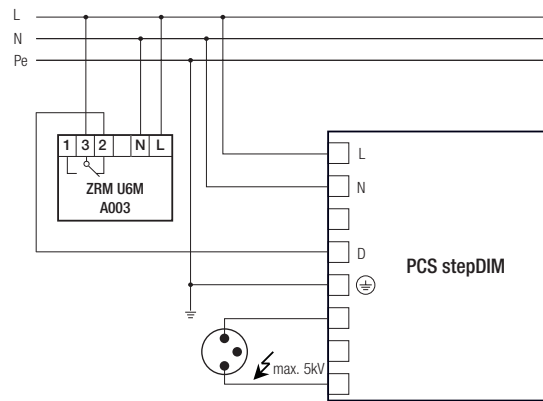 L
N
Pe
1 3 2 N L
ZRM U6M
A003
L
N
D
PCS stepDIM
max. 5kV